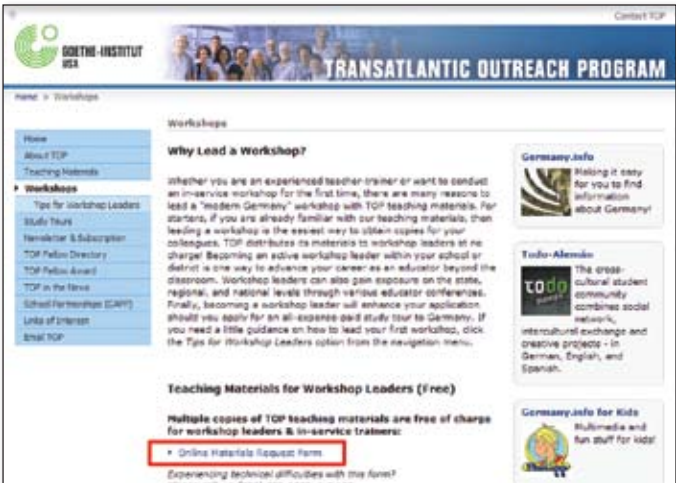 Contact TOP
GOETHE-INSTITUT
USA
TRANSATLANTIC OUTREACH PROGRAM
Home > Workshops
Home
About TOP
Teaching Materials
Workshops
Tips for Workshop Leaders
Study Tours
Newsletter & Subscription
TOP Fellow Directory
TOP Fellow Award
TOP in the News
School Partnerships (GAPP)
Links of Interest
Email TOP
Workshops
Why Lead a Workshop?
Whether you are an experienced teacher-trainer or want to conduct
an in-service workshop for the first time, there are many reasons to
lead a "modern Germany" workshop with TOP teaching materials. For
starters, if you are already familiar with our teaching materials, then
leading a workshop is the easiest way to obtain copies for your
colleagues. TOP distributes its materials to workshop leaders at no
charge! Becoming an active workshop leader within your school or
district is one way to advance your career as an educator beyond the
classroom. Workshop leaders can also gain exposure on the state,
regional, and national levels through various educator conferences.
Finally, becoming a workshop leader will enhance your application
should you apply for an all-expense paid study tour to Germany. If
you need a little guidance on how to lead your first workshop, click
the Tips for Workshop Leaders option from the navigation menu.
Teaching Materials for Workshop Leaders (Free)
Multiple copies of TOP teaching materials are free of charge
for workshop leaders & in-service trainers:
Online Materials Request Form
Experiencing technical difficulties with this form?
Germany.info
Making it easy
for you to find
information
about Germany!
Todo-Alemán
todo
The cross-
cultural student
community
combines social
network,
intercultural exchange and
creative projects - in
German, English, and
Spanish.
Germany.info for Kids
Multimedia and
fun stuff for kids!